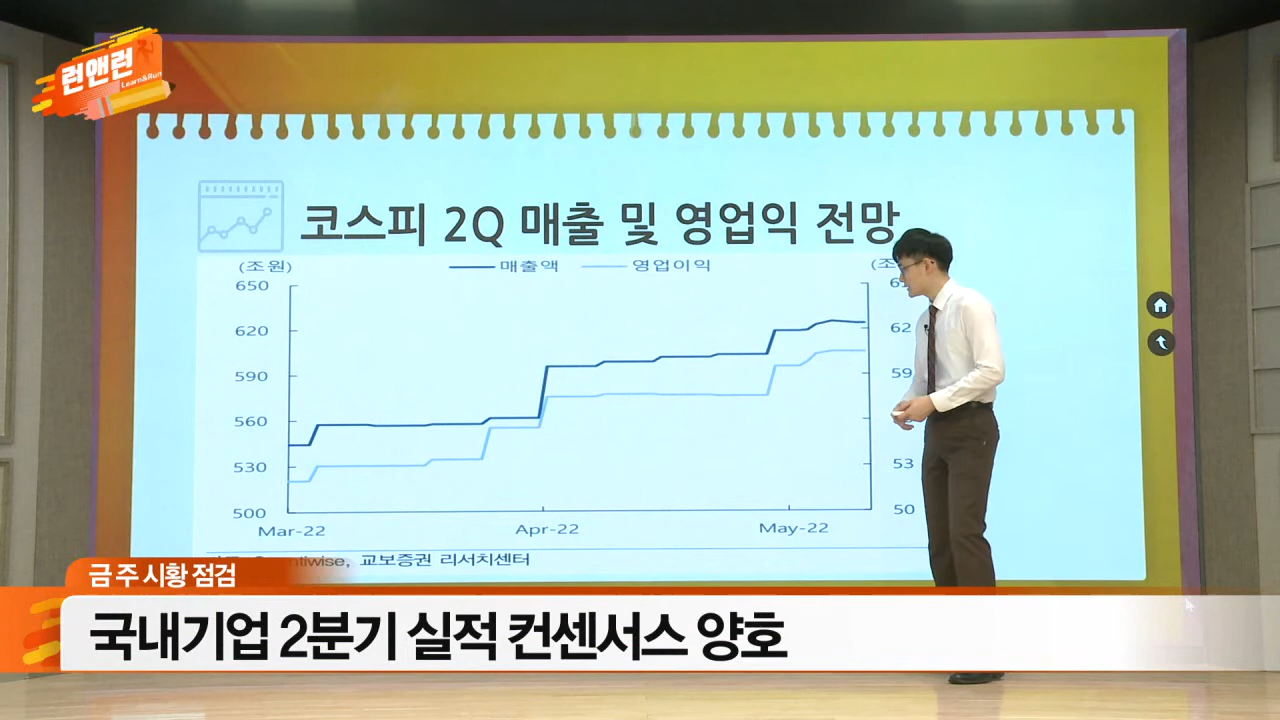 런앤런
Learn&Run
코스피 2Q 매출 및 영업익 전망
(조원)
매출액
영업이익
(조
650
620
590
560
530
500
62
59
53
50
Mar-22
Apr-22
May-22
교보증권 리서치센터
금주 시황 점검
국내기업 2분기 실적 컨센서스 양호